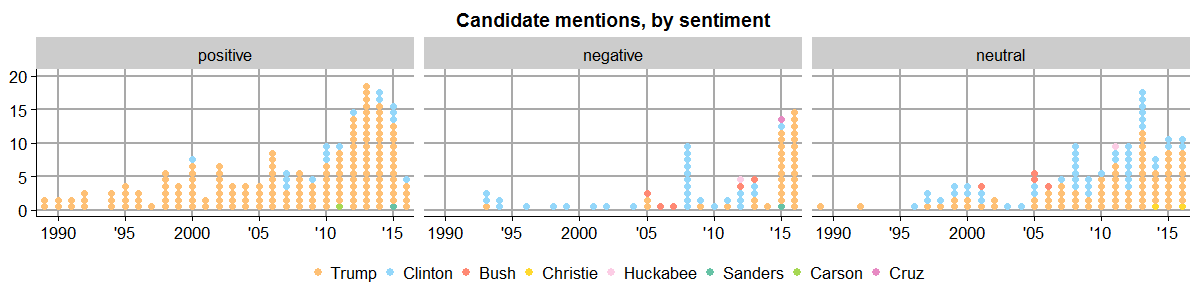 Candidate mentions, by sentiment
positive negative neutral
20
15
10
5
0
1990 '95 2000 '05 '10 '15 1990 '95 2000 '05 '10 '15 1990 '95 2000 '05 '10 '15
Trump Clinton Bush Christie Huckabee Sanders Carson Cruz